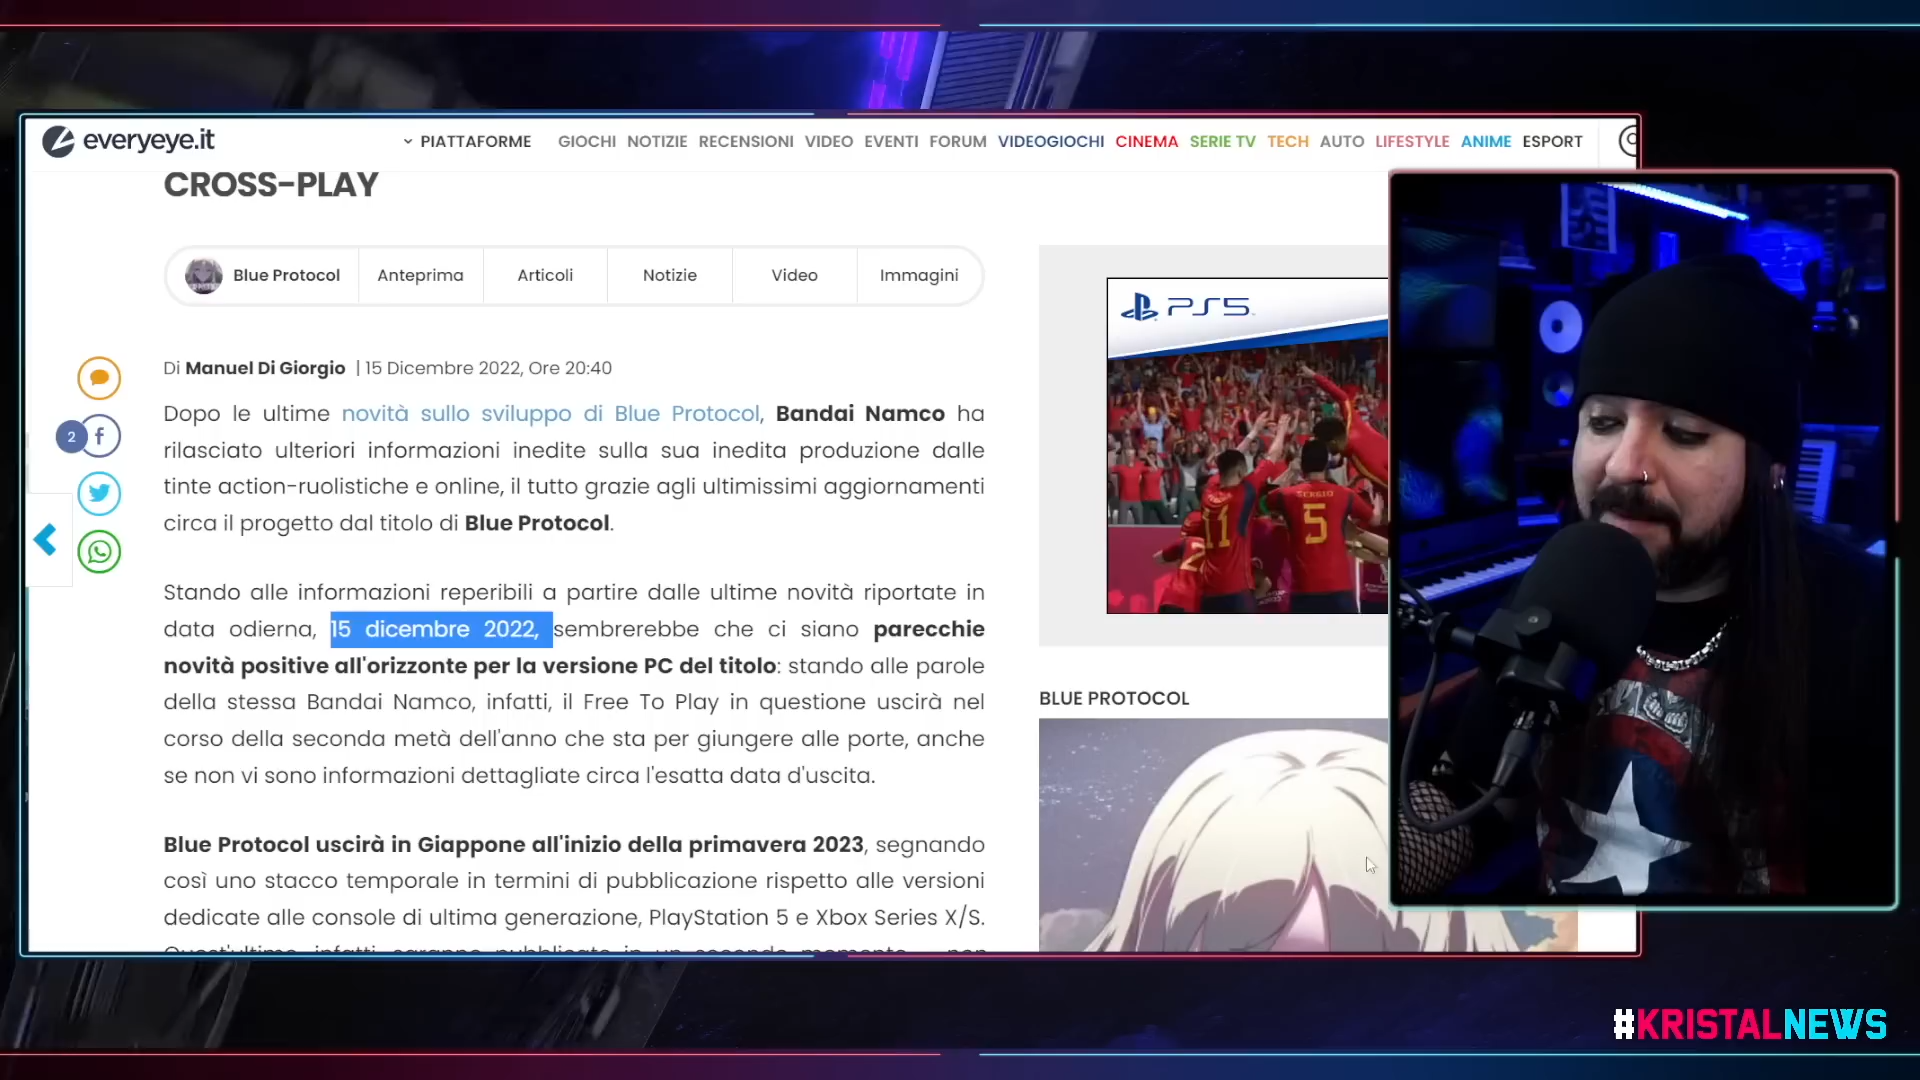 everyeye.it
PIATTAFORME GIOCHI NOTIZIE RECENSIONI VIDEO EVENTI FORUM VIDEOGIOCHI CINEMA SERIE TV TECH AUTO LIFESTYLE ANIME ESPORT
CROSS-PLAY
Blue Protocol Anteprima Articoli Notizie Video Immagini
Di Manuel Di Giorgio | 15 Dicembre 2022, Ore 20:40
2
Dopo le ultime novità sullo sviluppo di Blue Protocol, Bandai Namco ha
rilasciato ulteriori informazioni inedite sulla sua inedita produzione dalle
tinte action-ruolistiche e online, il tutto grazie agli ultimissimi aggiornamenti
circa il progetto dal titolo di Blue Protocol.
Stando alle informazioni reperibili a partire dalle ultime novità riportate in
data odierna, 15 dicembre 2022, sembrerebbe che ci siano parecchie
novità positive all'orizzonte per la versione PC del titolo: stando alle parole
della stessa Bandai Namco, infatti, il Free To Play in questione uscirà nel
corso della seconda metà dell'anno che sta per giungere alle porte, anche
se non vi sono informazioni dettagliate circa l'esatta data d'uscita.
Blue Protocol uscirà in Giappone all'inizio della primavera 2023, segnando
così uno stacco temporale in termini di pubblicazione rispetto alle versioni
dedicate alle console di ultima generazione, PlayStation 5 e Xbox Series X/S.
PS5
11
SERGIO
5
2
BLUE PROTOCOL
#KRISTALNEWS